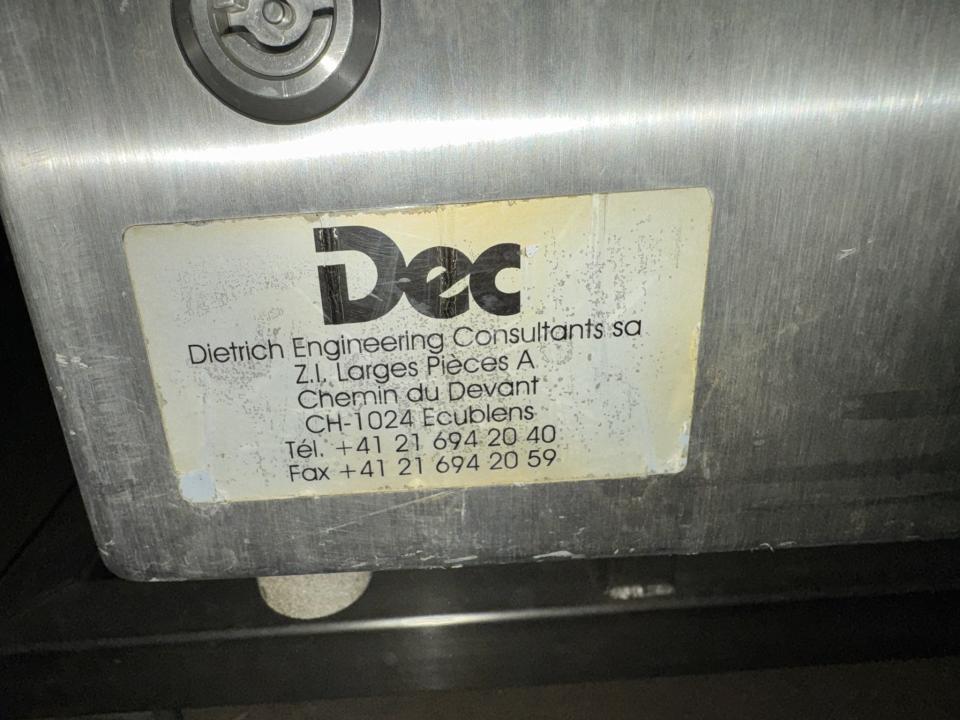 Dec
Dietrich Engineering Consultants sa
Z.I. Larges Pièces A
Chemin du Devant
CH-1024 Ecublens
Tél. +41 21 694 20 40
Fax +41 21 694 20 59